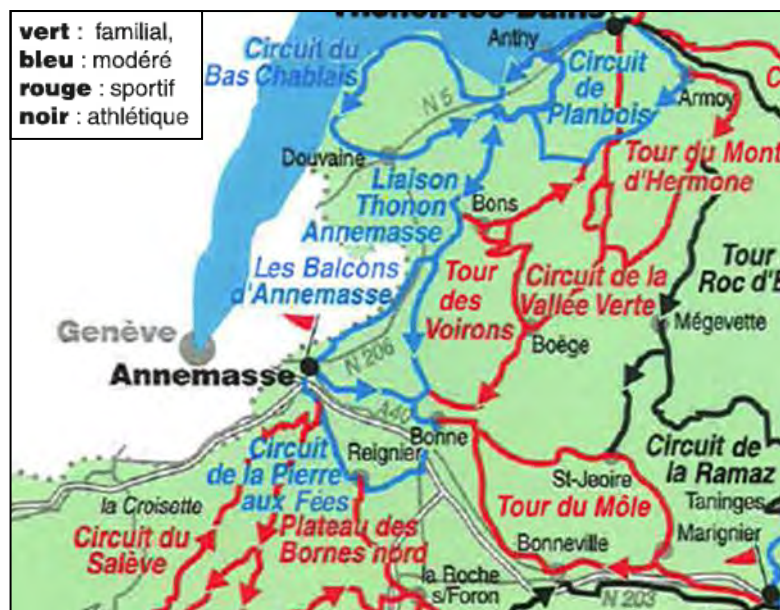 vert : familial,
bleu : modéré
rouge : sportif
noir : athlétique
Thonon-les-Bains
Circuit du
Bas Chablais
Anthy
Circuit
de
Planbois
N 5
Armoy
Douvaine
Tour du Mont
d'Hermone
Liaison
Thonon
Annemasse
Bons
Les Balcons
d'Annemasse
Tour
des
Voirons
Circuit de la
Vallée Verte
Tour
Roc d'E
Genève
Mégevette
Boège
N 206
Annemasse
A40
Circuit
de la Pierre
aux Fées
Reignier
Bonne
Circuit de
la Ramaz
la Croisette
St-Jeoire
Taninges
Circuit du
Salève
Plateau des
Bornes nord
Tour du Môle
Marignier
Bonneville
la Roche
s/Foron
N 203